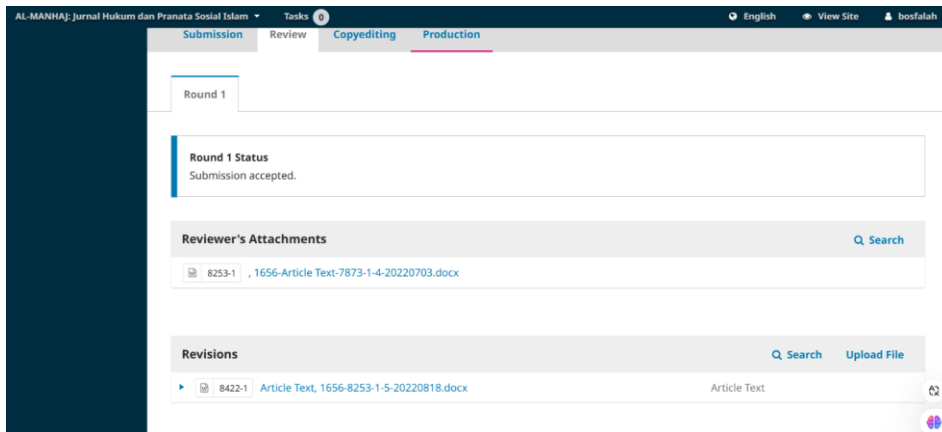 AL-MANHAJ: Jurnal Hukum dan Pranata Sosial Islam Tasks 0 English View Site bosfalah
Submission Review Copyediting Production
Round 1
Round 1 Status
Submission accepted.
Reviewer's Attachments Search
8253-1 , 1656-Article Text-7873-1-4-20220703.docx
Revisions Search Upload File
8422-1 Article Text, 1656-8253-1-5-20220818.docx Article Text